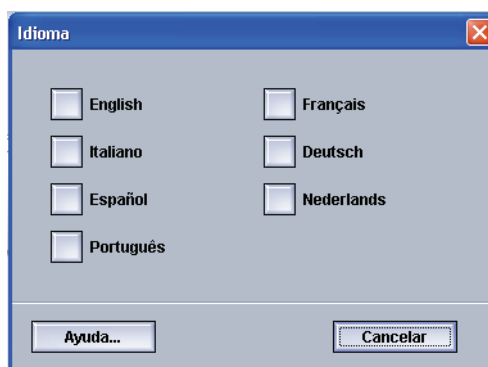 Idioma
English
Français
Italiano
Deutsch
Español
Nederlands
Português
Ayuda...
Cancelar